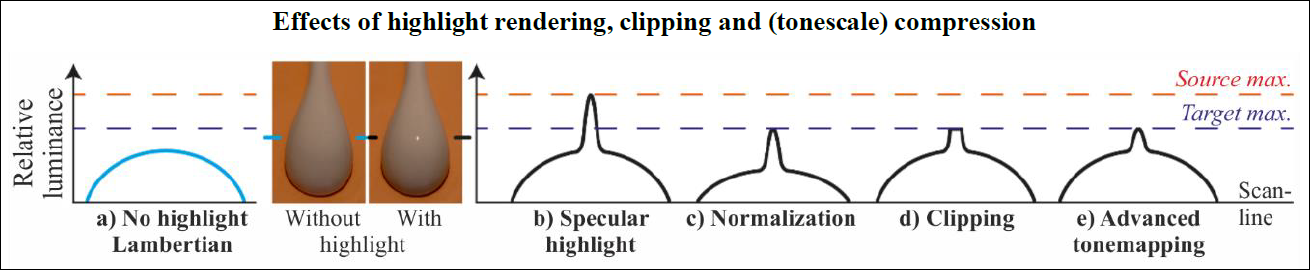 Effects of highlight rendering, clipping and (tonescale) compression
Relative
luminance
Source max.
Target max.
a) No highlight
Lambertian
Without
With
highlight
b) Specular
highlight
c) Normalization
d) Clipping
e) Advanced
tonemapping
Scan-
line